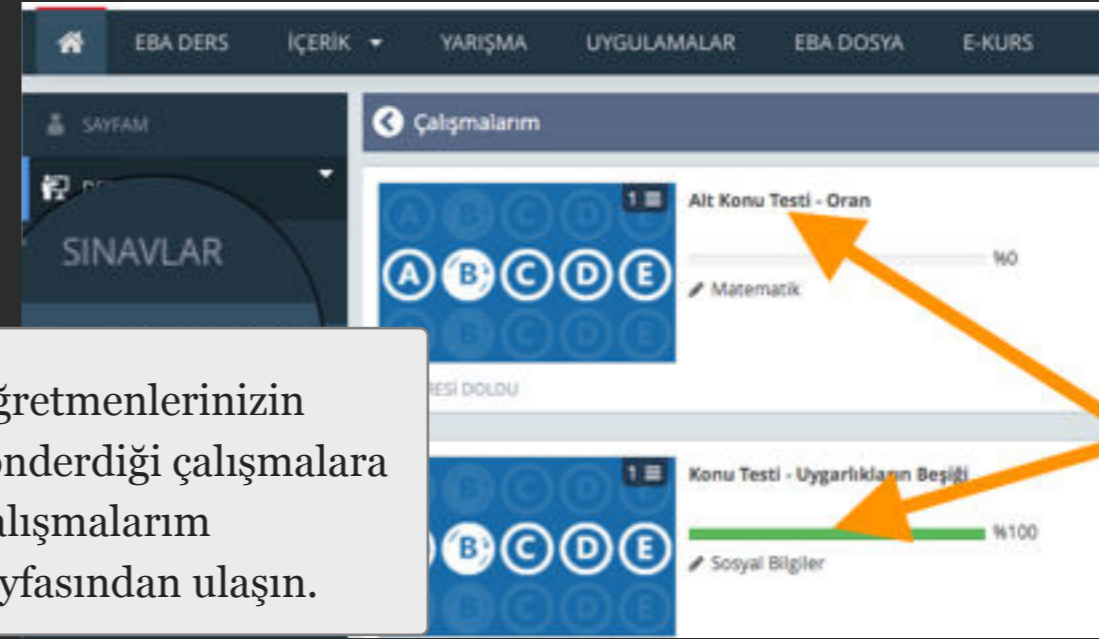 EBA DERS İÇERİK YARIŞMA UYGULAMALAR EBA DOSYA E-KURS
SAYFAM
SINAVLAR
Çalışmalarım
1
Alt Konu Testi - Oran
%0
Matematik
A B C D E
A B C D E
A B C D E
RESİ DOLDU
1
Konu Testi - Uygarlıkların Beşiği
%100
Sosyal Bilgiler
B C D E
B C D E
B C D E
ğretmenlerinizin
önderdiği çalışmalara
alışmalarım
yfasından ulaşın.